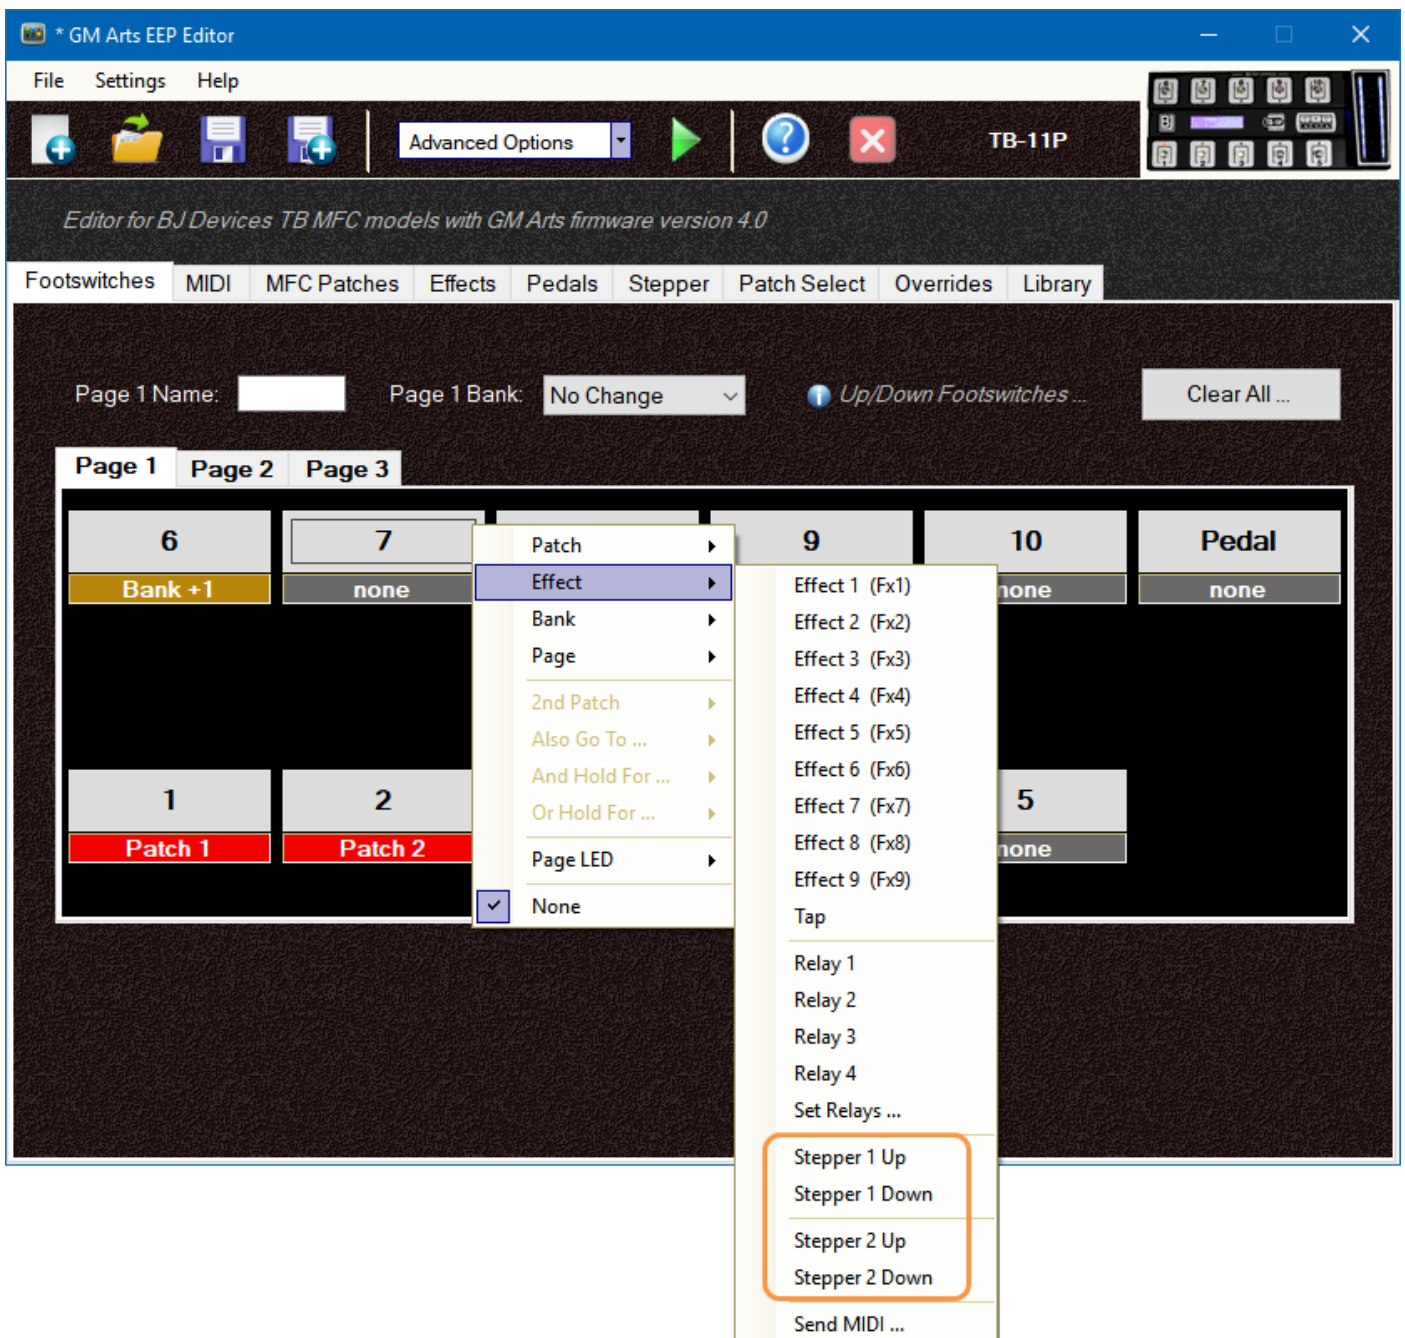 * GM Arts EEP Editor
File Settings Help
Advanced Options
TB-11P
Editor for BJ Devices TB MFC models with GM Arts firmware version 4.0
Footswitches MIDI MFC Patches Effects Pedals Stepper Patch Select Overrides Library
Page 1 Name: Page 1 Bank: No Change Up/Down Footswitches ... Clear All ...
Page 1 Page 2 Page 3
6 7 9 10 Pedal
Bank +1 none none none
1 2 5
Patch 1 Patch 2 none
Patch
Effect
Bank
Page
2nd Patch
Also Go To ...
And Hold For ...
Or Hold For ...
Page LED
None
Effect 1 (Fx1)
Effect 2 (Fx2)
Effect 3 (Fx3)
Effect 4 (Fx4)
Effect 5 (Fx5)
Effect 6 (Fx6)
Effect 7 (Fx7)
Effect 8 (Fx8)
Effect 9 (Fx9)
Tap
Relay 1
Relay 2
Relay 3
Relay 4
Set Relays ...
Stepper 1 Up
Stepper 1 Down
Stepper 2 Up
Stepper 2 Down
Send MIDI ...